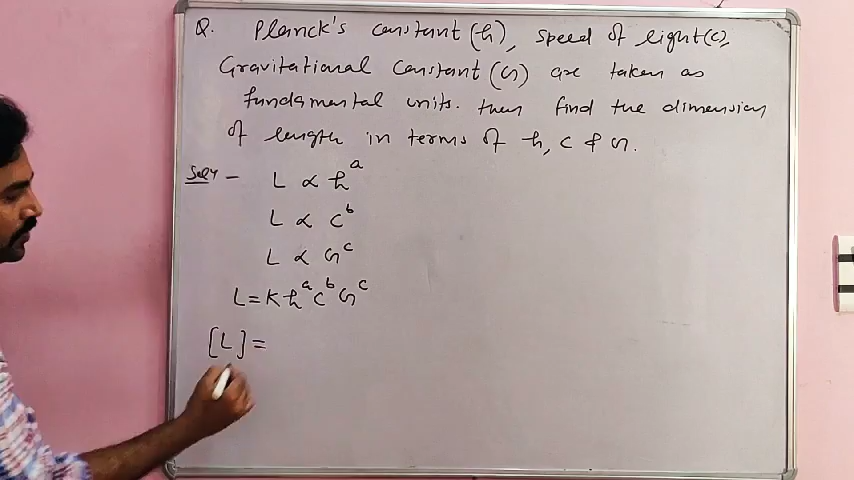 Q. Planck's constant (h), speed of light (c),
Gravitational constant (G) are taken as
fundamental units. then find the dimension
of length in terms of h, c & G.
Solⁿ – L ∝ h^a
L ∝ c^b
L ∝ G^c
L = K h^a c^b G^c
[L] =